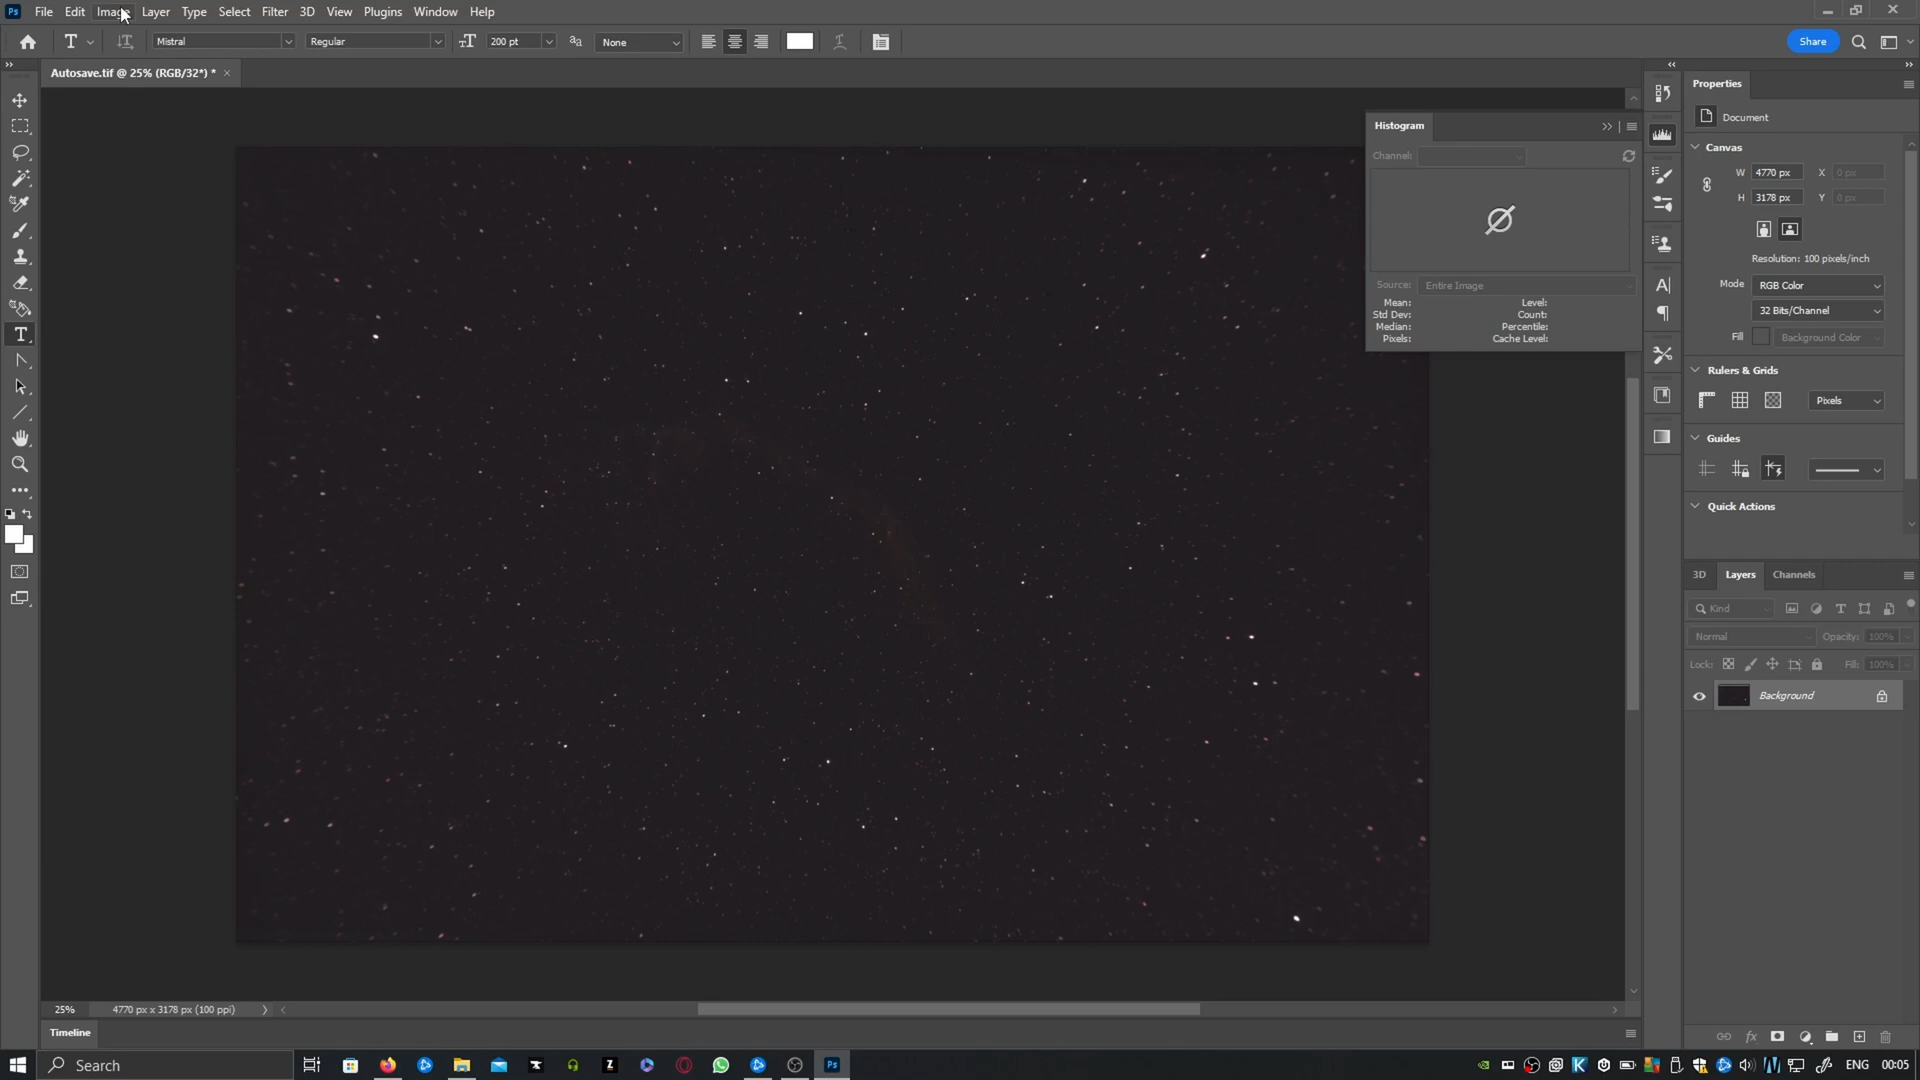 Ps File Edit Image Layer Type Select Filter 3D View Plugins Window Help
T Mistral Regular 200 pt aa None Share
Autosave.tif @ 25% (RGB/32*) *
Histogram
Channel:
Source: Entire Image
Mean: Level:
Std Dev: Count:
Median: Percentile:
Pixels: Cache Level:
Properties
Document
Canvas
W 4770 px X 0 px
H 3178 px Y 0 px
Resolution: 100 pixels/inch
Mode RGB Color
32 Bits/Channel
Fill Background Color
Rulers & Grids
Pixels
Guides
Quick Actions
3D Layers Channels
Kind
Normal Opacity: 100%
Lock: Fill: 100%
Background
25% 4770 px x 3178 px (100 ppi)
Timeline
Search Ps ENG 00:05